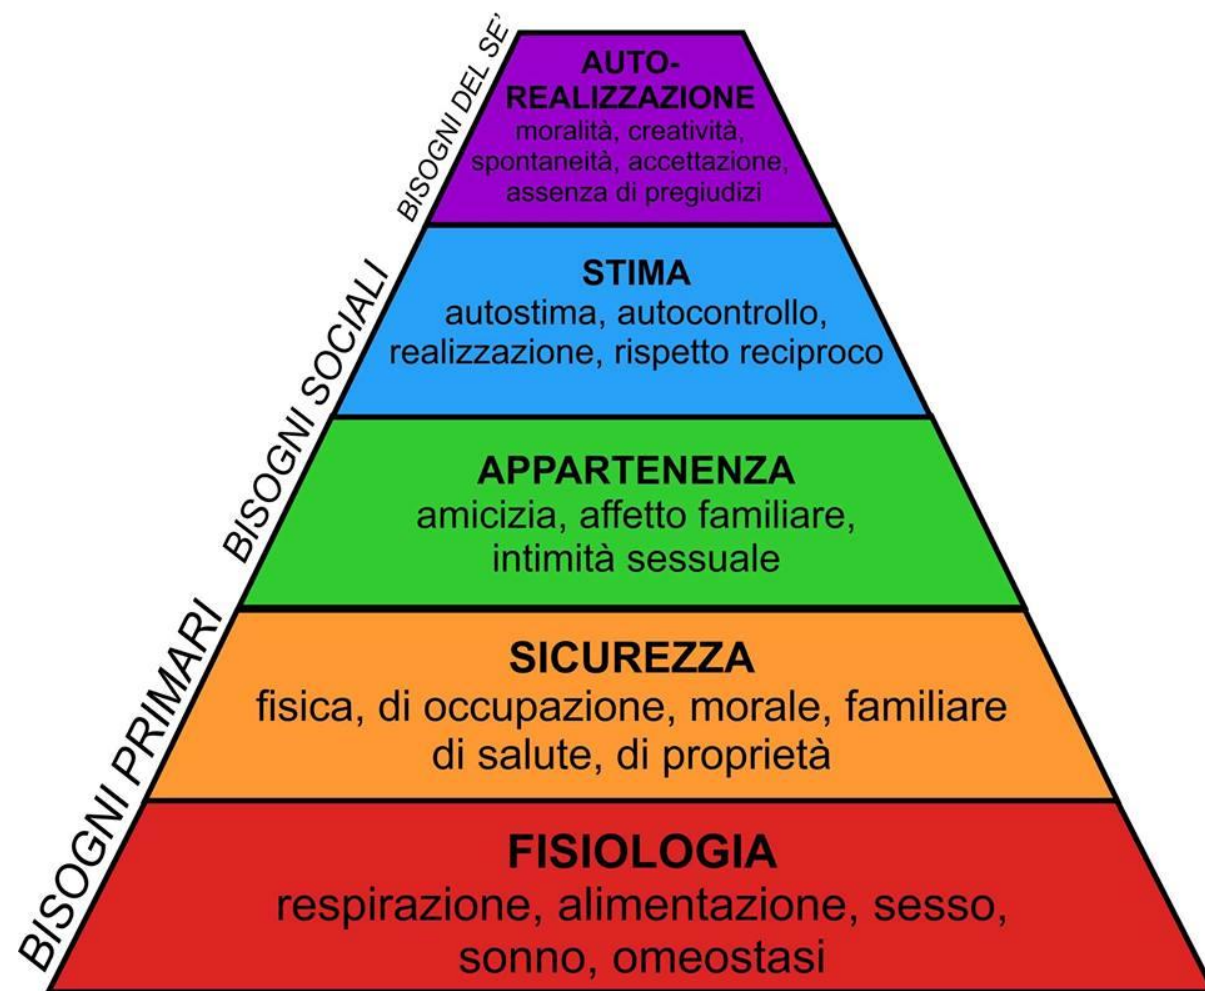 BISOGNI DEL SE'
AUTO-
REALIZZAZIONE
moralità, creatività,
spontaneità, accettazione,
assenza di pregiudizi
BISOGNI SOCIALI
STIMA
autostima, autocontrollo,
realizzazione, rispetto reciproco
APPARTENENZA
amicizia, affetto familiare,
intimità sessuale
BISOGNI PRIMARI
SICUREZZA
fisica, di occupazione, morale, familiare
di salute, di proprietà
FISIOLOGIA
respirazione, alimentazione, sesso,
sonno, omeostasi